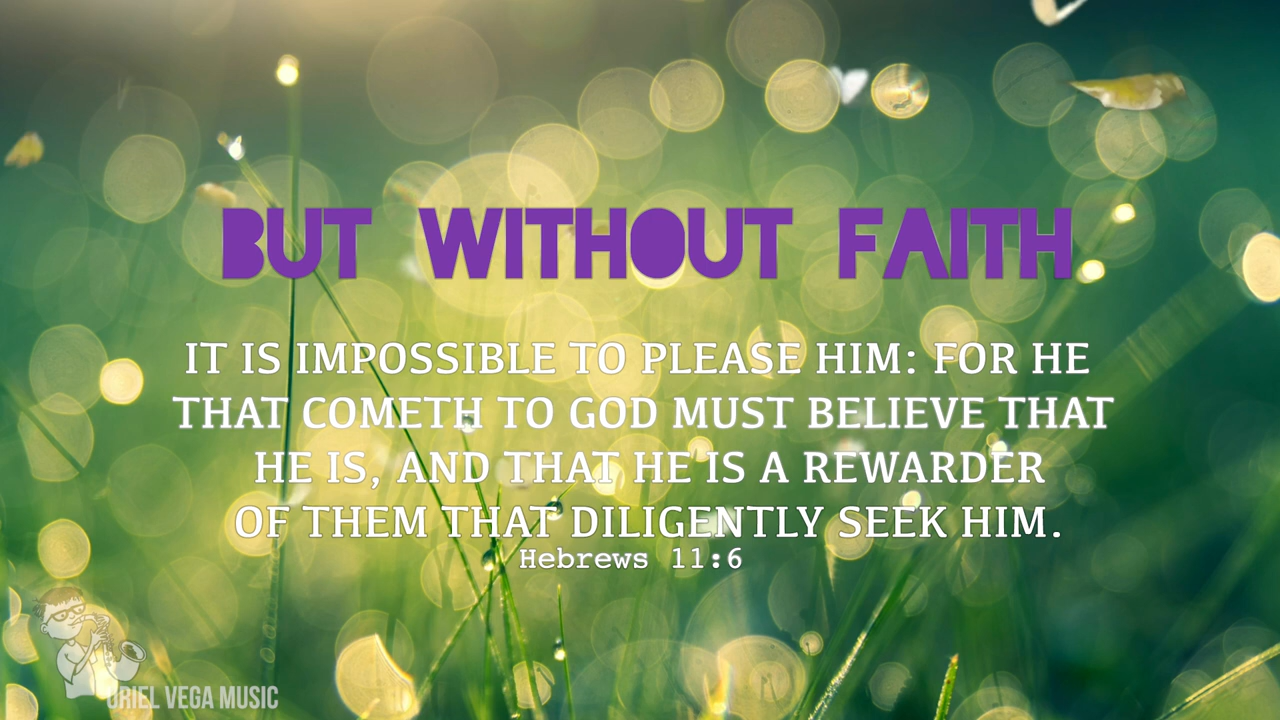 BUT WITHOUT FAITH
IT IS IMPOSSIBLE TO PLEASE HIM: FOR HE
THAT COMETH TO GOD MUST BELIEVE THAT
HE IS, AND THAT HE IS A REWARDER
OF THEM THAT DILIGENTLY SEEK HIM.
Hebrews 11:6
URIEL VEGA MUSIC